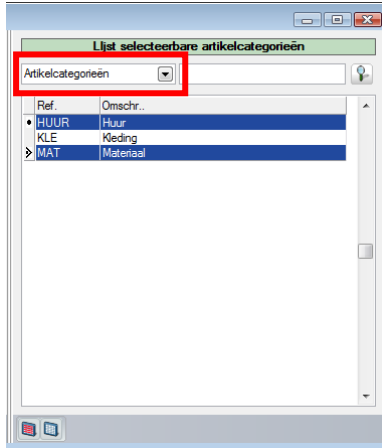 LIjst selecteerbare artikelcategorieën
Artikelcategorieën
Ref. Omschr..
HUUR Huur
KLE Kleding
MAT Materiaal